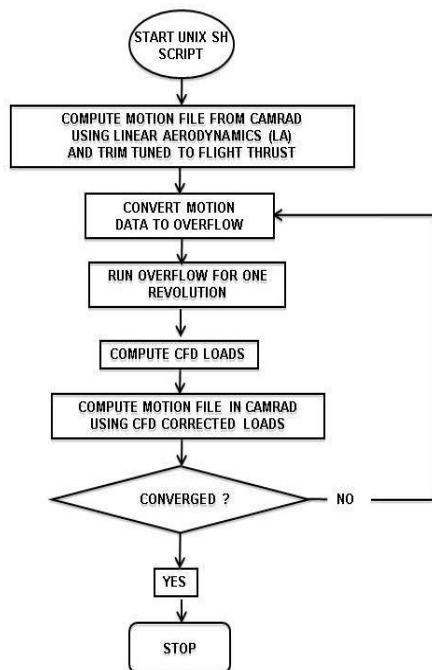 START UNIX SH
SCRIPT
COMPUTE MOTION FILE FROM CAMRAD
USING LINEAR AERODYNAMICS (LA)
AND TRIM TUNED TO FLIGHT THRUST
CONVERT MOTION
DATA TO OVERFLOW
RUN OVERFLOW FOR ONE
REVOLUTION
COMPUTE CFD LOADS
COMPUTE MOTION FILE IN CAMRAD
USING CFD CORRECTED LOADS
CONVERGED ?
NO
YES
STOP